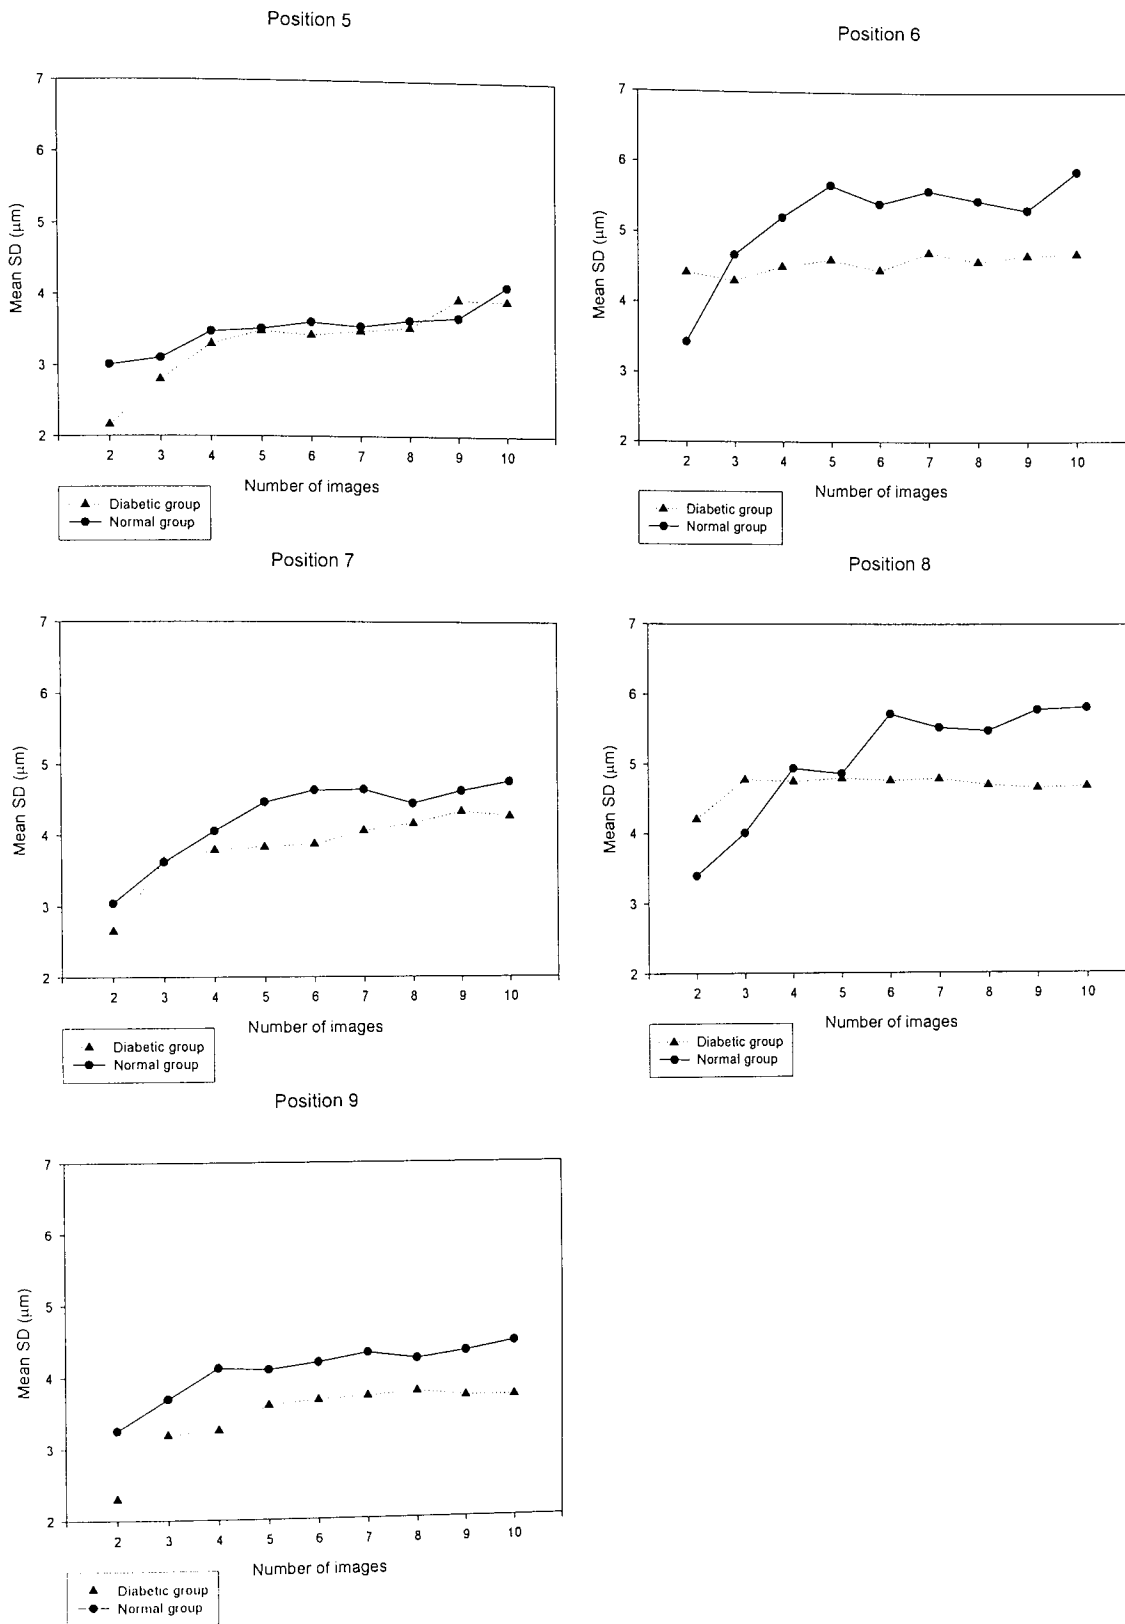 Position 5
7
6
5
4
3
2
Mean SD (μm)
2 3 4 5 6 7 8 9 10
Number of images
Diabetic group
Normal group
Position 6
7
6
5
4
3
2
Mean SD (μm)
2 3 4 5 6 7 8 9 10
Number of images
Diabetic group
Normal group
Position 7
7
6
5
4
3
2
Mean SD (μm)
2 3 4 5 6 7 8 9 10
Number of images
Diabetic group
Normal group
Position 8
7
6
5
4
3
2
Mean SD (μm)
2 3 4 5 6 7 8 9 10
Number of images
Diabetic group
Normal group
Position 9
7
6
5
4
3
2
Mean SD (μm)
2 3 4 5 6 7 8 9 10
Number of images
Diabetic group
Normal group